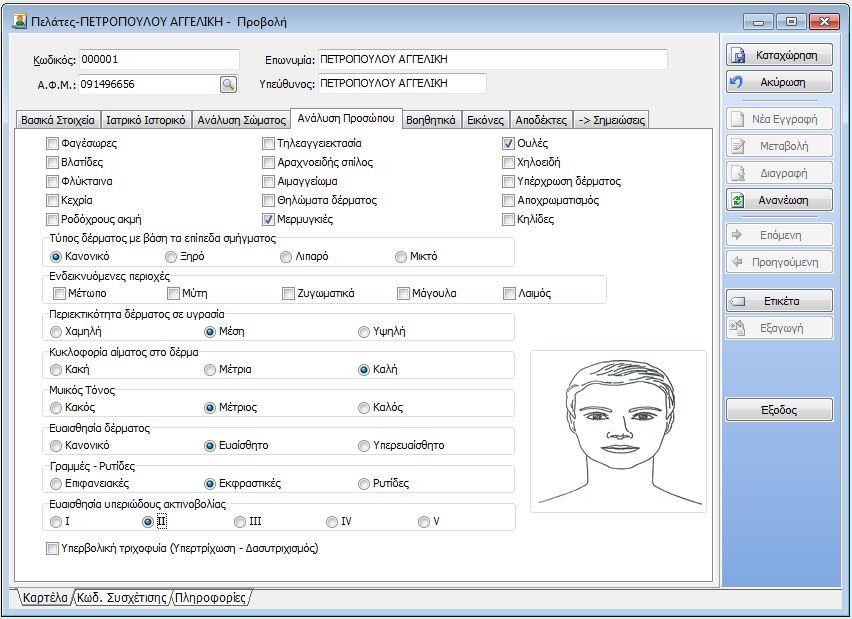 Πελάτες-ΠΕΤΡΟΠΟΥΛΟΥ ΑΓΓΕΛΙΚΗ - Προβολή
Κωδικός: 000001 Επωνυμία: ΠΕΤΡΟΠΟΥΛΟΥ ΑΓΓΕΛΙΚΗ
Α.Φ.Μ.: 091496656 Υπεύθυνος: ΠΕΤΡΟΠΟΥΛΟΥ ΑΓΓΕΛΙΚΗ
Βασικά Στοιχεία Ιατρικό Ιστορικό Ανάλυση Σώματος Ανάλυση Προσώπου Βοηθητικά Εικόνες Αποδέκτες -> Σημειώσεις
Φαγέσωρες Τηλεαγγειεκτασία Ουλές
Βλατίδες Αραχνοειδής σπίλος Χηλοειδή
Φλύκταινα Αιμαγγείωμα Υπέρχρωση δέρματος
Κεχρία Θηλώματα δέρματος Αποχρωματισμός
Ροδόχρους ακμή Μερμυγκιές Κηλίδες
Τύπος δέρματος με βάση τα επίπεδα σμήγματος
Κανονικό Ξηρό Λιπαρό Μικτό
Ενδεικνυόμενες περιοχές
Μέτωπο Μύτη Ζυγωματικά Μάγουλα Λαιμός
Περιεκτικότητα δέρματος σε υγρασία
Χαμηλή Μέση Υψηλή
Κυκλοφορία αίματος στο δέρμα
Κακή Μέτρια Καλή
Μυικός Τόνος
Κακός Μέτριος Καλός
Ευαισθησία δέρματος
Κανονικό Ευαίσθητο Υπερευαίσθητο
Γραμμές - Ρυτίδες
Επιφανειακές Εκφραστικές Ρυτίδες
Ευαισθησία υπεριώδους ακτινοβολίας
I II III IV V
Υπερβολική τριχοφυία (Υπερτρίχωση - Δασυτριχισμός)
Καρτέλα Κωδ. Συσχέτισης Πληροφορίες
Καταχώρηση
Ακύρωση
Νέα Εγγραφή
Μεταβολή
Διαγραφή
Ανανέωση
Επόμενη
Προηγούμενη
Ετικέτα
Εξαγωγή
Έξοδος